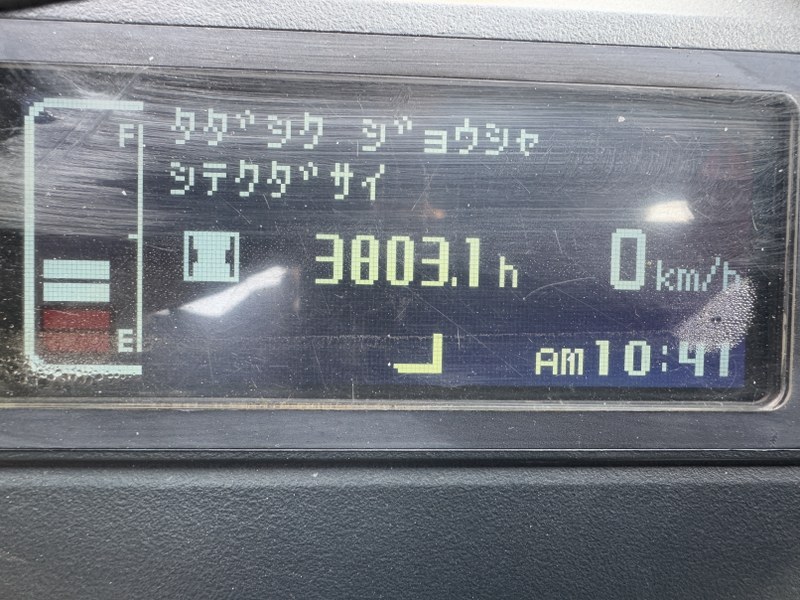 F
タダシク ジョウシャ
シテクダサイ
3803.1h
0km/h
E
AM10:41